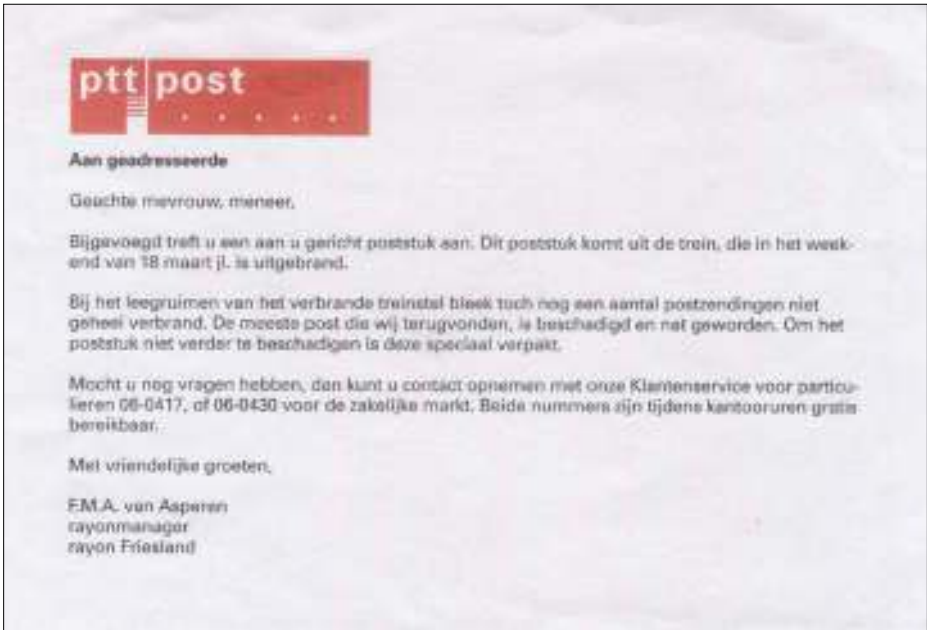 ptt post
Aan geadresseerde
Geachte mevrouw, meneer,
Bijgevoegd treft u een aan u gericht poststuk aan. Dit poststuk komt uit de trein, die in het week-
end van 18 maart jl. is uitgebrand.
Bij het leegruimen van het verbrande treinstel bleek toch nog een aantal postzendingen niet
geheel verbrand. De meeste post die wij terugvonden, is beschadigd en nat geworden. Om het
poststuk niet verder te beschadigen is deze speciaal verpakt.
Mocht u nog vragen hebben, dan kunt u contact opnemen met onze Klantenservice voor particu-
lieren 06-0417, of 06-0430 voor de zakelijke markt. Beide nummers zijn tijdens kantooruren gratis
bereikbaar.
Met vriendelijke groeten,
F.M.A. van Asperen
rayonmanager
rayon Friesland